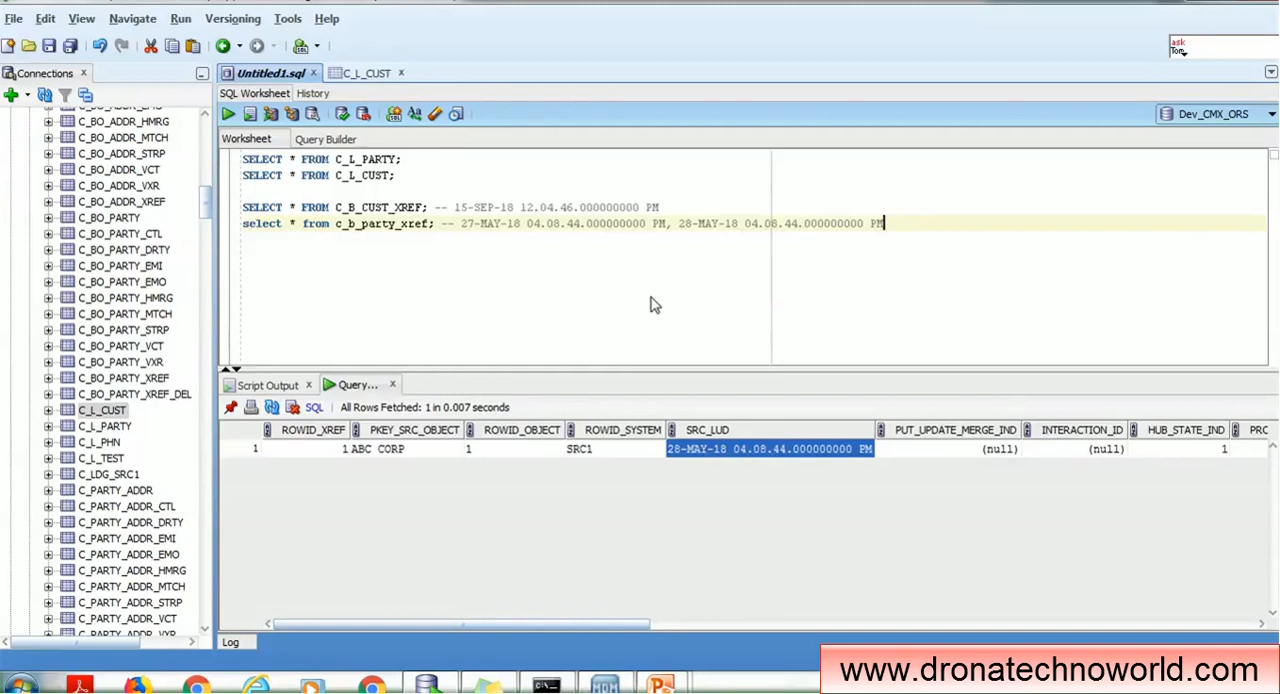 File Edit View Navigate Run Versioning Tools Help
ask
Tom
Connections
Untitled1.sql
C_L_CUST
SQL Worksheet History
Dev_CMX_ORS
Worksheet Query Builder
SELECT * FROM C_L_PARTY;
SELECT * FROM C_L_CUST;
SELECT * FROM C_B_CUST_XREF; -- 15-SEP-18 12.04.46.000000000 PM
select * from c_b_party_xref; -- 27-MAY-18 04.08.44.000000000 PM, 28-MAY-18 04.08.44.000000000 PM
C_BO_ADDR_EMO
C_BO_ADDR_HMRG
C_BO_ADDR_MTCH
C_BO_ADDR_STRP
C_BO_ADDR_VCT
C_BO_ADDR_VXR
C_BO_ADDR_XREF
C_BO_PARTY
C_BO_PARTY_CTL
C_BO_PARTY_DRTY
C_BO_PARTY_EMI
C_BO_PARTY_EMO
C_BO_PARTY_HMRG
C_BO_PARTY_MTCH
C_BO_PARTY_STRP
C_BO_PARTY_VCT
C_BO_PARTY_VXR
C_BO_PARTY_XREF
C_BO_PARTY_XREF_DEL
C_L_CUST
C_L_PARTY
C_L_PHN
C_L_TEST
C_LDG_SRC1
C_PARTY_ADDR
C_PARTY_ADDR_CTL
C_PARTY_ADDR_DRTY
C_PARTY_ADDR_EMI
C_PARTY_ADDR_EMO
C_PARTY_ADDR_HMRG
C_PARTY_ADDR_MTCH
C_PARTY_ADDR_STRP
C_PARTY_ADDR_VCT
C_PARTY_ADDR_VXR
Script Output
Query...
SQL All Rows Fetched: 1 in 0.007 seconds
ROWID_XREF PKEY_SRC_OBJECT ROWID_OBJECT ROWID_SYSTEM SRC_LUD PUT_UPDATE_MERGE_IND INTERACTION_ID HUB_STATE_IND PRO
1 1 ABC CORP 1 SRC1 28-MAY-18 04.08.44.000000000 PM (null) (null) 1
Log
MDM
www.dronatechnoworld.com